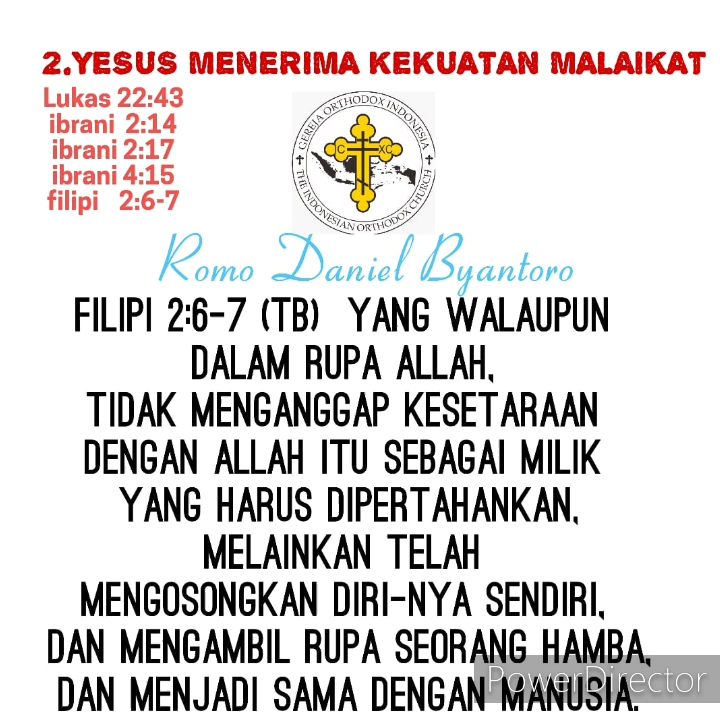 2.YESUS MENERIMA KEKUATAN MALAIKAT
Lukas 22:43
ibrani 2:14
ibrani 2:17
ibrani 4:15
filipi 2:6-7
GEREJA ORTHODOX INDONESIA
C XC
THE INDONESIAN ORTHODOX CHURCH
Romo Daniel Byantoro
FILIPI 2:6-7 (TB) YANG WALAUPUN
DALAM RUPA ALLAH,
TIDAK MENGANGGAP KESETARAAN
DENGAN ALLAH ITU SEBAGAI MILIK
YANG HARUS DIPERTAHANKAN,
MELAINKAN TELAH
MENGOSONGKAN DIRI-NYA SENDIRI,
DAN MENGAMBIL RUPA SEORANG HAMBA,
DAN MENJADI SAMA DENGAN MANUSIA.
PowerDirector